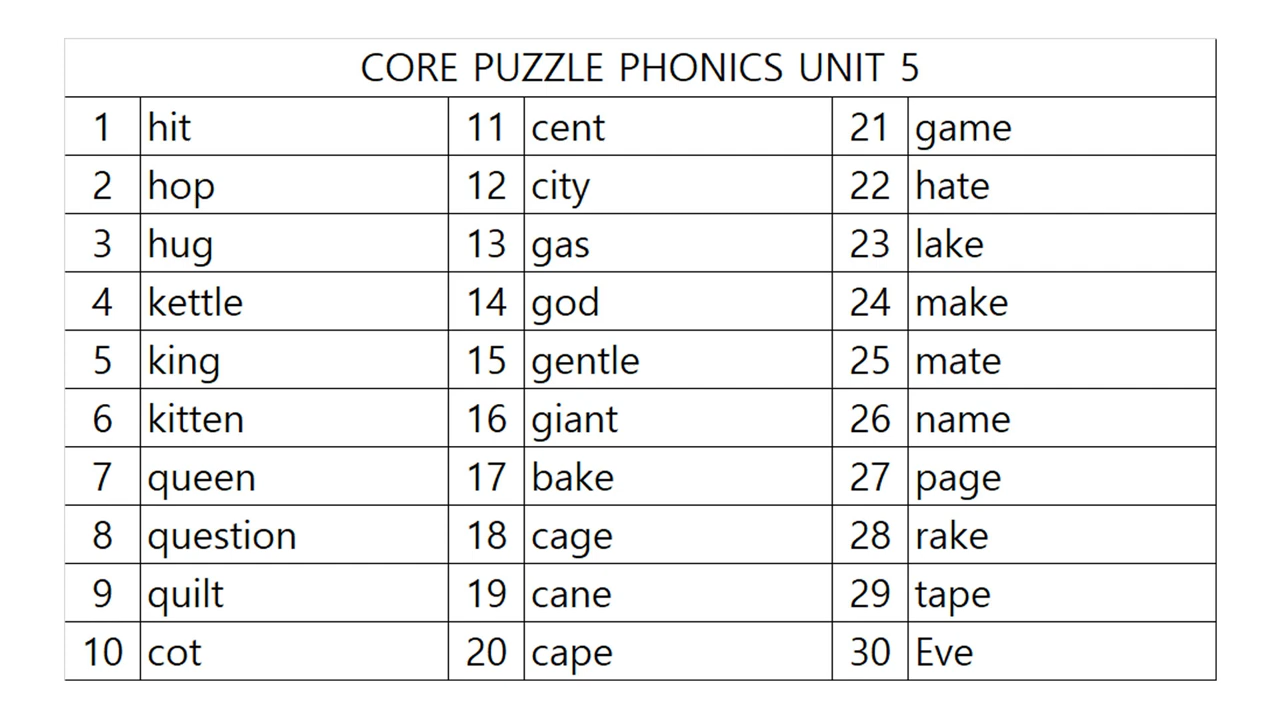 CORE PUZZLE PHONICS UNIT 5
1 hit 11 cent 21 game
2 hop 12 city 22 hate
3 hug 13 gas 23 lake
4 kettle 14 god 24 make
5 king 15 gentle 25 mate
6 kitten 16 giant 26 name
7 queen 17 bake 27 page
8 question 18 cage 28 rake
9 quilt 19 cane 29 tape
10 cot 20 cape 30 Eve